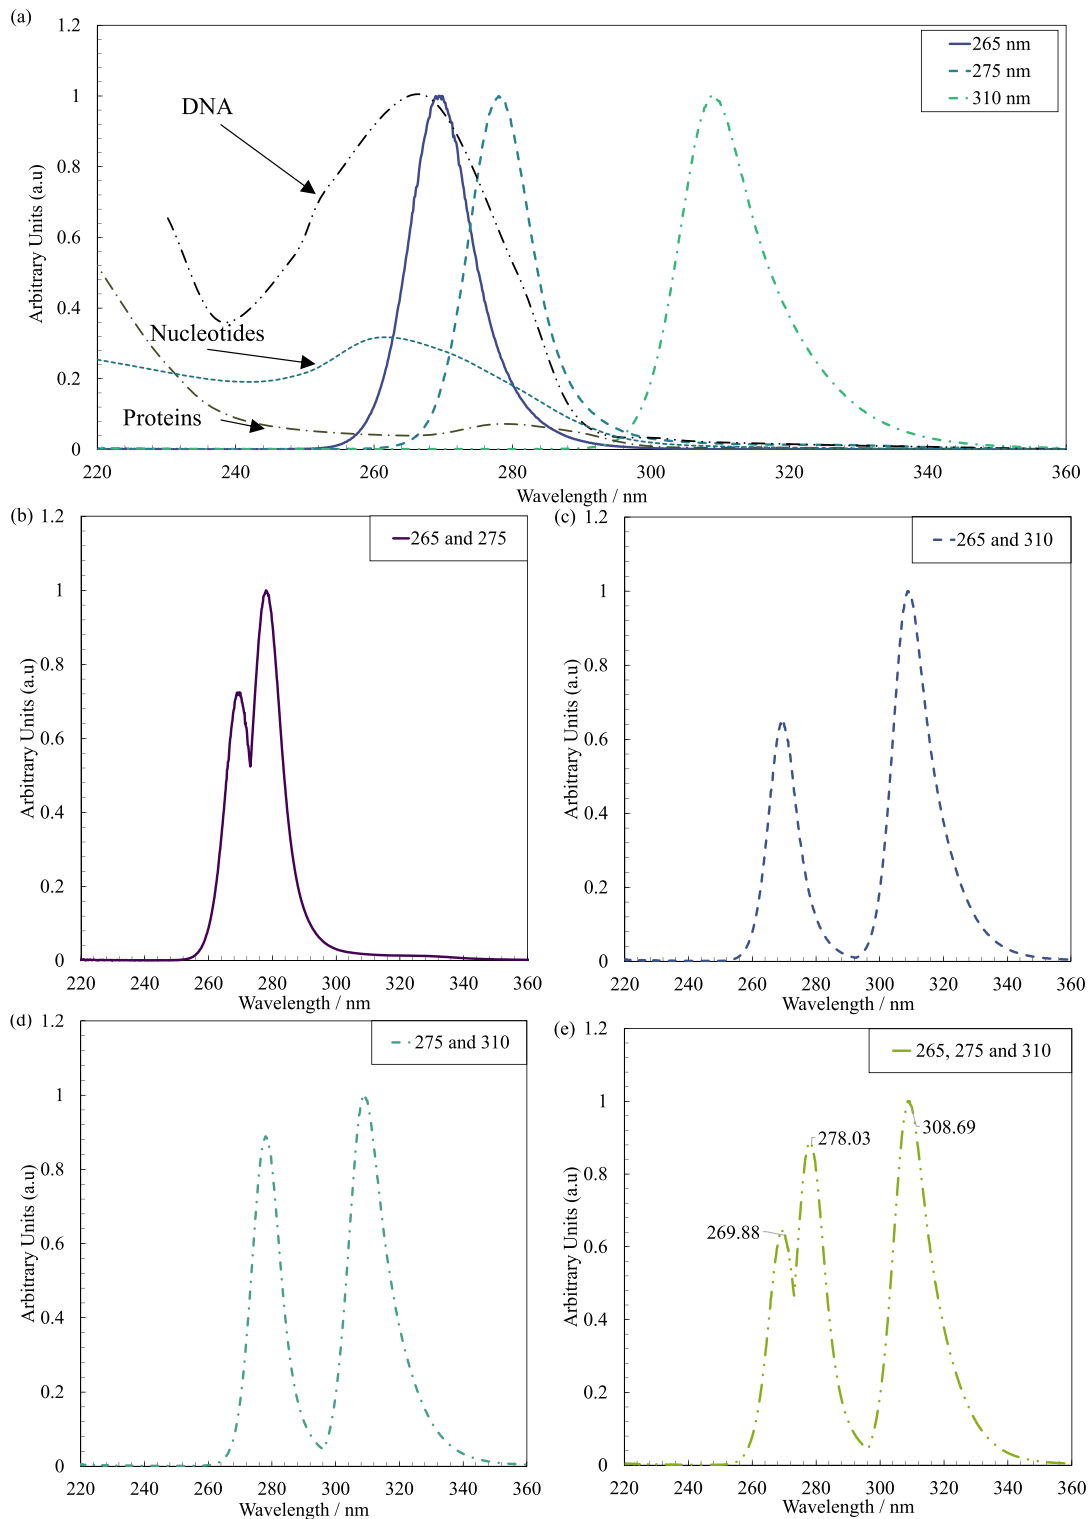 (a)
1.2
1
0.8
0.6
0.4
0.2
0
Arbitrary Units (a.u)
265 nm
275 nm
310 nm
DNA
Nucleotides
Proteins
220 240 260 280 300 320 340 360
Wavelength / nm
(b)
1.2
1
0.8
0.6
0.4
0.2
0
Arbitrary Units (a.u)
265 and 275
220 240 260 280 300 320 340 360
Wavelength / nm
(c)
1.2
1
0.8
0.6
0.4
0.2
0
Arbitrary Units (a.u)
265 and 310
220 240 260 280 300 320 340 360
Wavelength / nm
(d)
1.2
1
0.8
0.6
0.4
0.2
0
Arbitrary Units (a.u)
275 and 310
220 240 260 280 300 320 340 360
Wavelength / nm
(e)
1.2
1
0.8
0.6
0.4
0.2
0
Arbitrary Units (a.u)
265, 275 and 310
278.03
308.69
269.88
220 240 260 280 300 320 340 360
Wavelength / nm